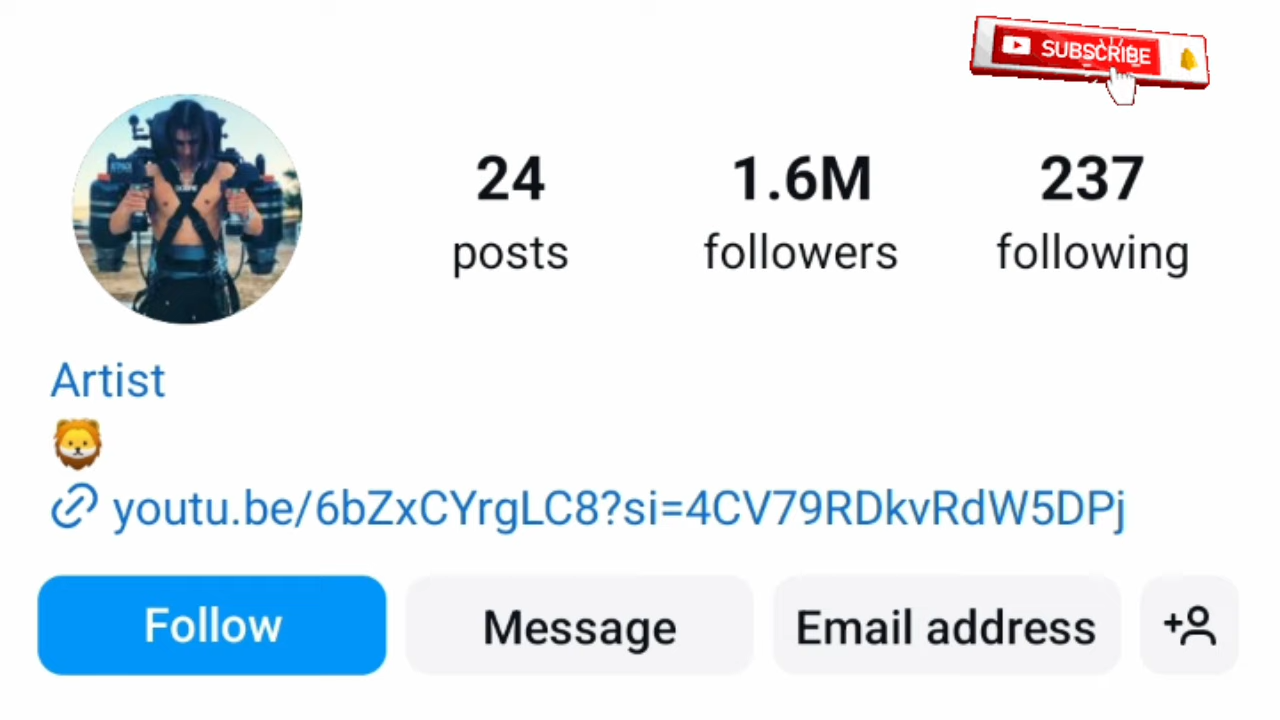 SUBSCRIBE
24 1.6M 237
posts followers following
Artist
youtu.be/6bZxCYrgLC8?si=4CV79RDkvRdW5DPj
Follow Message Email address